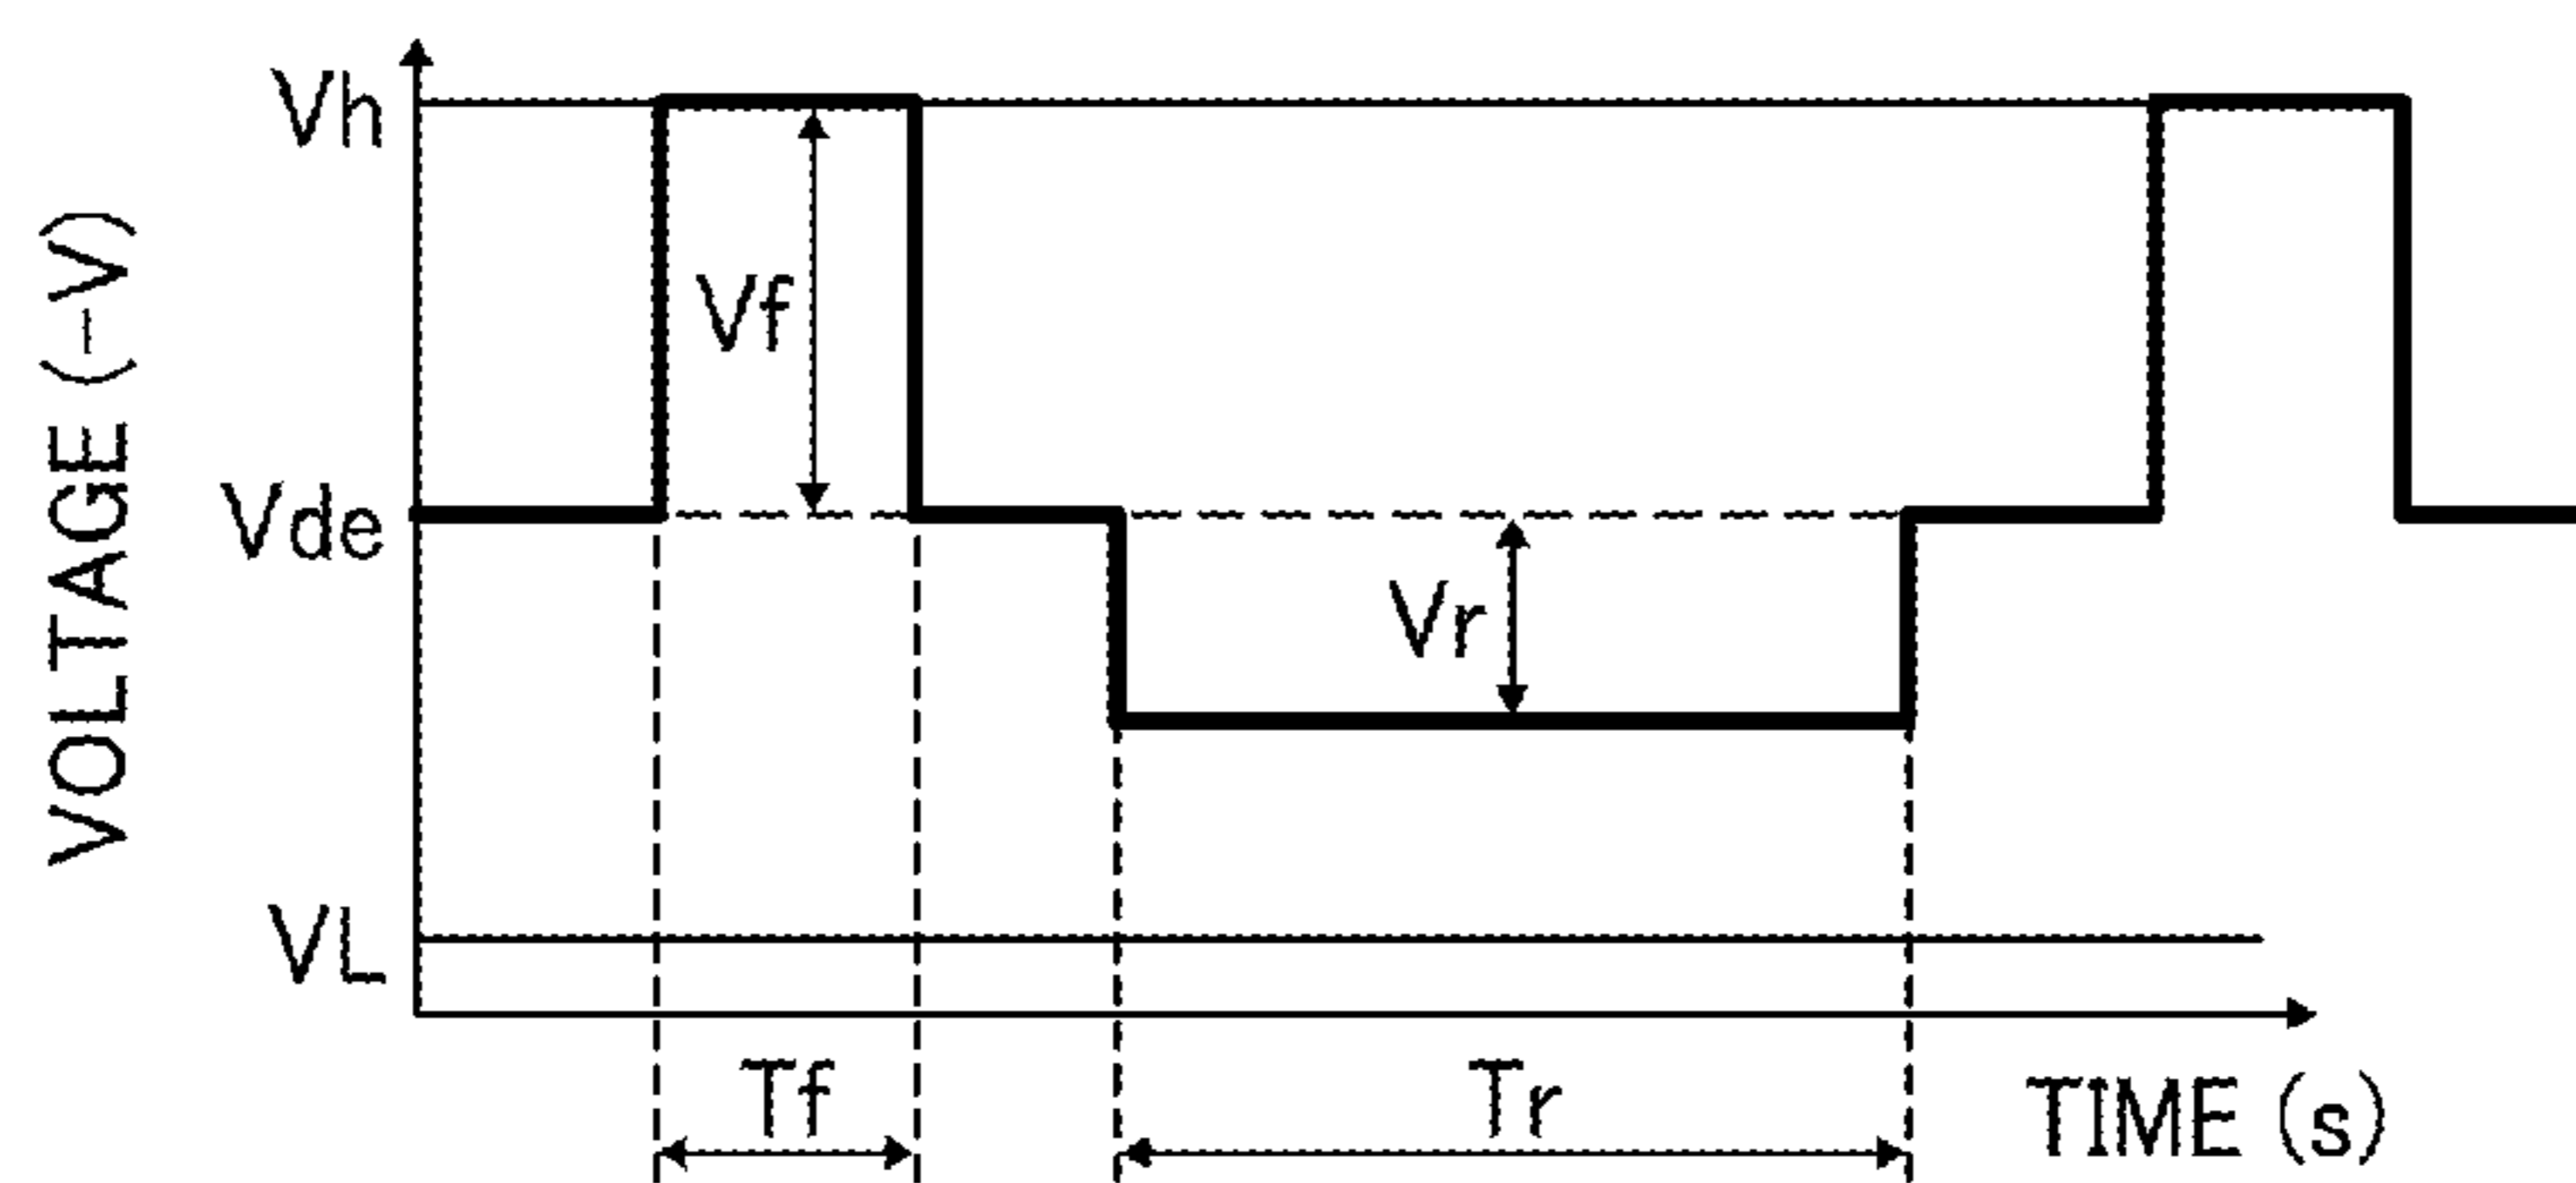 Vh
VOLTAGE (-V)
Vf
Vde
Vr
VL
Tf
Tr
TIME (s)